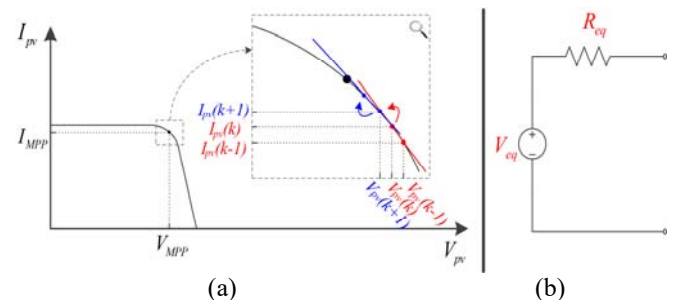 I_pv
I_MPP
V_MPP
V_pv
I_pv(k+1)
I_pv(k)
I_pv(k-1)
V_pv(k+1)
V_pv(k)
V_pv(k-1)
(a)
R_eq
V_eq
+
-
(b)